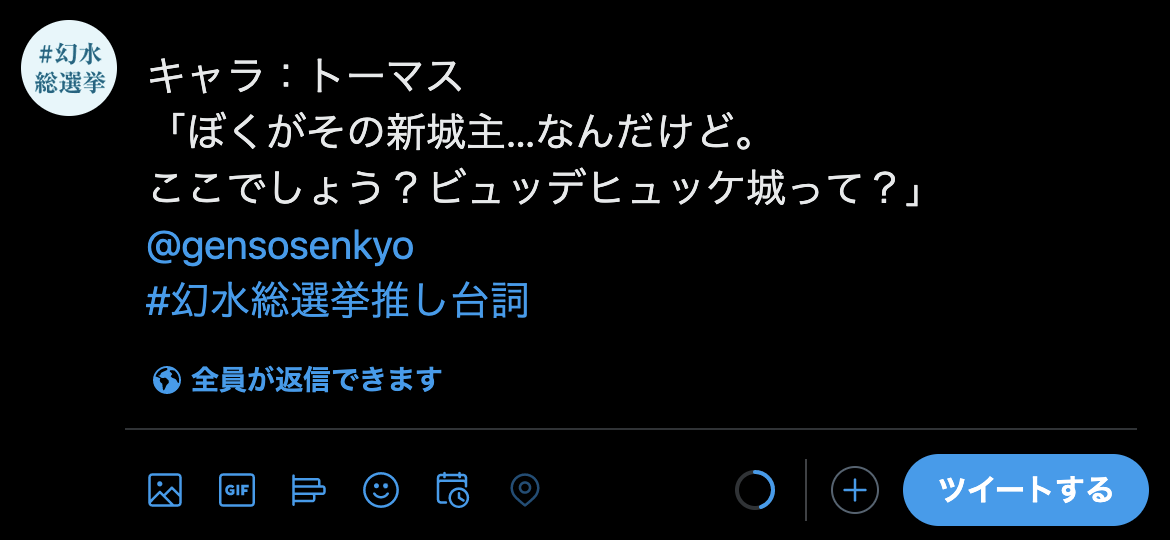 #幻水
総選挙
キャラ：トーマス
「ぼくがその新城主...なんだけど。
ここでしょう？ビュッデヒュッケ城って？」
@gensosenkyo
#幻水総選挙推し台詞
全員が返信できます
GIF
ツイートする